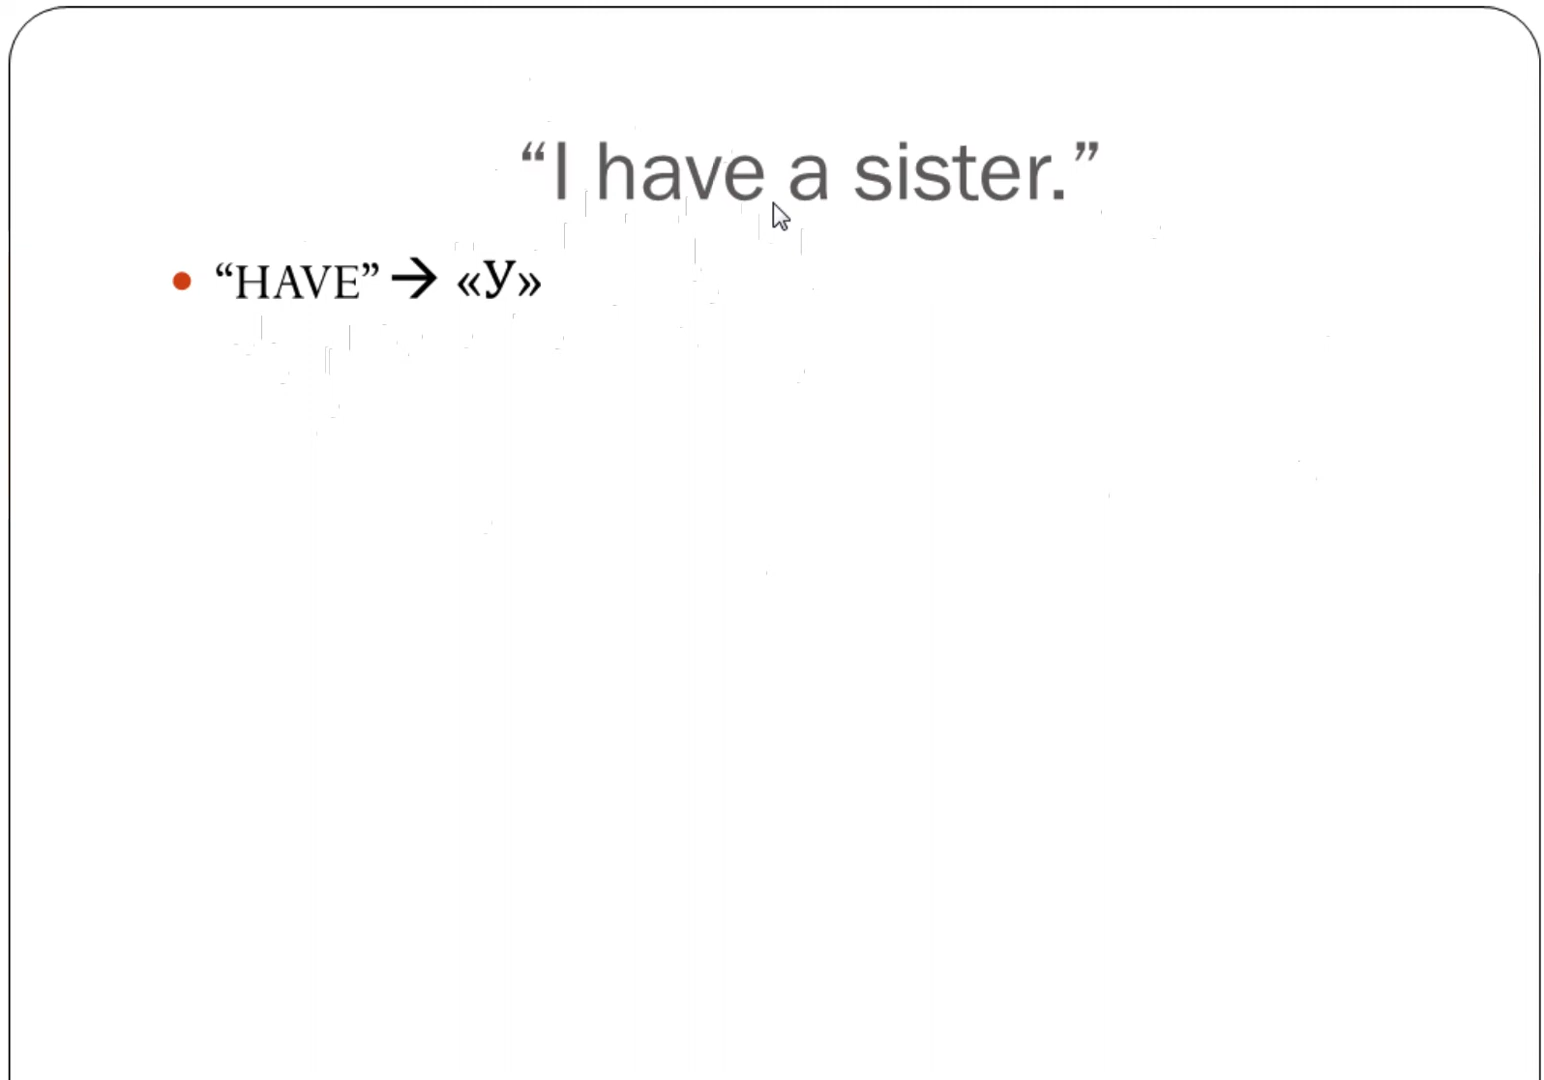 “I have a sister.”
• “HAVE” → «У»